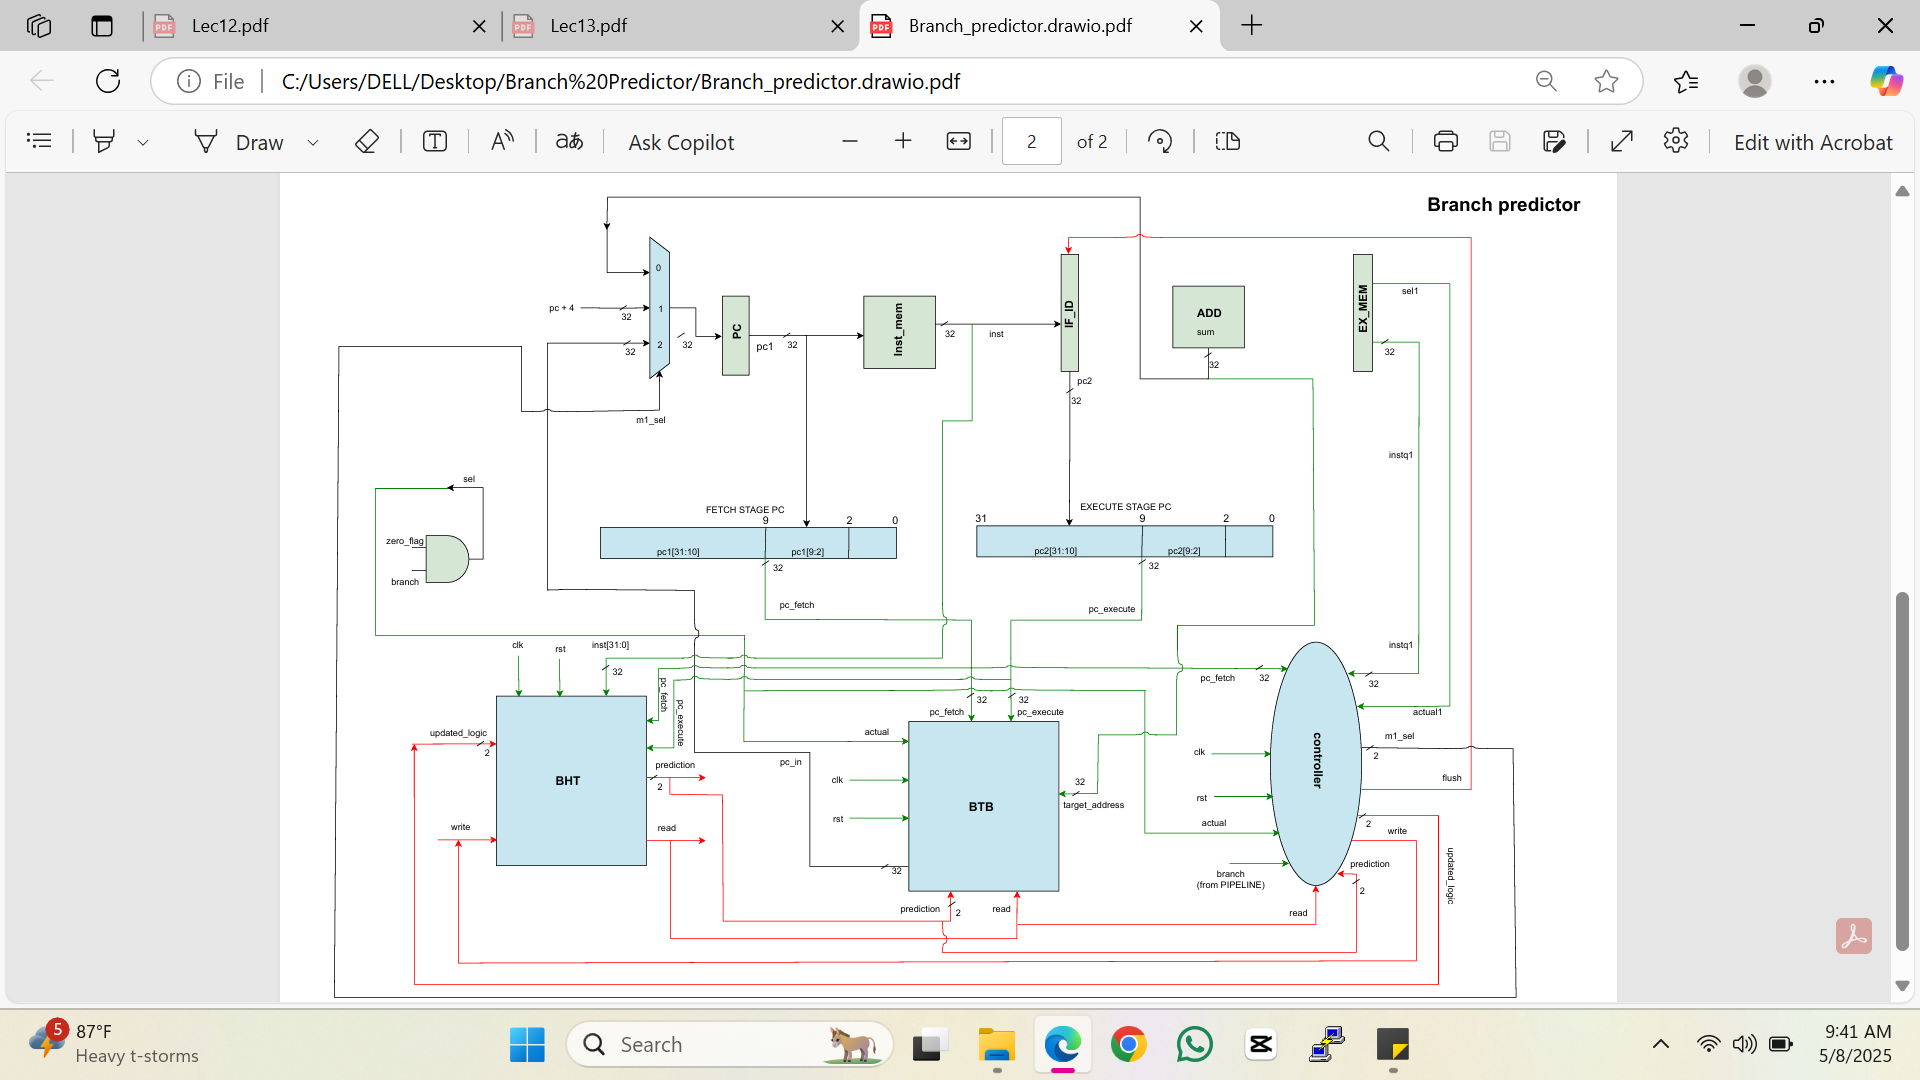 Lec12.pdf
Lec13.pdf
Branch_predictor.drawio.pdf
File
C:/Users/DELL/Desktop/Branch%20Predictor/Branch_predictor.drawio.pdf
Draw
T
A
aあ
Ask Copilot
2
of 2
Edit with Acrobat
Branch predictor
0
pc + 4
32
1
32
2
32
m1_sel
PC
pc1
32
Inst_mem
32
inst
IF_ID
pc2
32
ADD
sum
32
EX_MEM
sel1
32
instq1
sel
zero_flag
branch
FETCH STAGE PC
9
2
0
pc1[31:10]
pc1[9:2]
32
pc_fetch
EXECUTE STAGE PC
31
9
2
0
pc2[31:10]
pc2[9:2]
32
pc_execute
clk
rst
inst[31:0]
32
pc_fetch
pc_execute
updated_logic
2
BHT
prediction
2
write
read
pc_in
actual
clk
rst
32
pc_fetch
32
pc_execute
32
BTB
32
target_address
prediction
2
read
instq1
pc_fetch
32
32
actual1
m1_sel
2
clk
controller
flush
rst
actual
2
write
branch
(from PIPELINE)
prediction
2
updated_logic
read
5
87°F
Heavy t-storms
Search
9:41 AM
5/8/2025